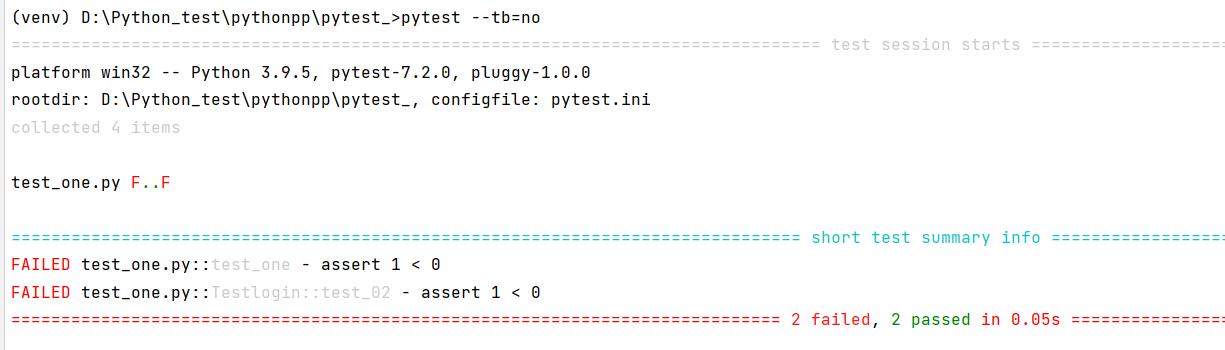 (venv) D:\Python_test\pythonpp\pytest_>pytest --tb=no
================================================================================= test session starts ====================
platform win32 -- Python 3.9.5, pytest-7.2.0, pluggy-1.0.0
rootdir: D:\Python_test\pythonpp\pytest_, configfile: pytest.ini
collected 4 items
test_one.py F..F
=============================================================================== short test summary info ==================
FAILED test_one.py::test_one - assert 1 < 0
FAILED test_one.py::Testlogin::test_02 - assert 1 < 0
============================================================================= 2 failed, 2 passed in 0.05s ================